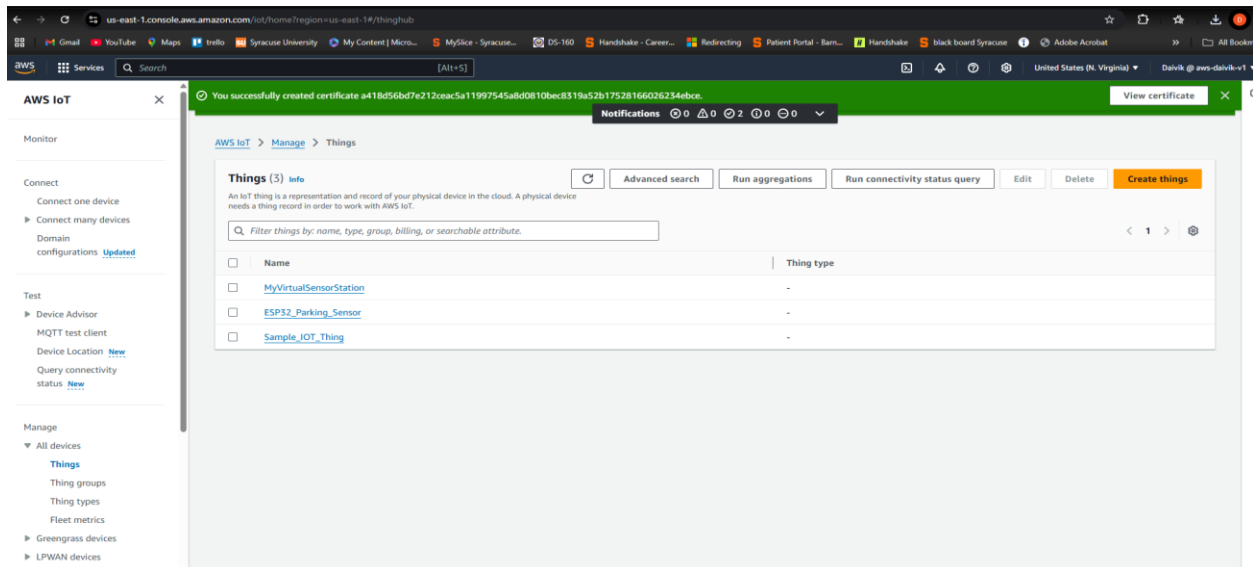 us-east-1.console.aws.amazon.com/iot/home?region=us-east-1#/thinghub
Gmail YouTube Maps trello Syracuse University My Content | Micro... MySlice - Syracuse... DS-160 Handshake - Career... Redirecting Patient Portal - Barn... Handshake black board Syracuse Adobe Acrobat » All Bookm
aws Services Search [Alt+S] United States (N. Virginia) Daivik @ aws-daivik-v1
AWS IoT
Monitor
Connect
Connect one device
Connect many devices
Domain
configurations Updated
Test
Device Advisor
MQTT test client
Device Location New
Query connectivity
status New
Manage
All devices
Things
Thing groups
Thing types
Fleet metrics
Greengrass devices
LPWAN devices
You successfully created certificate a418d56bd7e212ceac5a11997545a8d0810bec8319a52b17528166026234ebce.
View certificate
Notifications 0 0 2 0 0
AWS IoT > Manage > Things
Things (3) Info
Advanced search Run aggregations Run connectivity status query Edit Delete Create things
An IoT thing is a representation and record of your physical device in the cloud. A physical device
needs a thing record in order to work with AWS IoT.
Filter things by: name, type, group, billing, or searchable attribute.
< 1 >
Name Thing type
MyVirtualSensorStation -
ESP32_Parking_Sensor -
Sample_IOT_Thing -